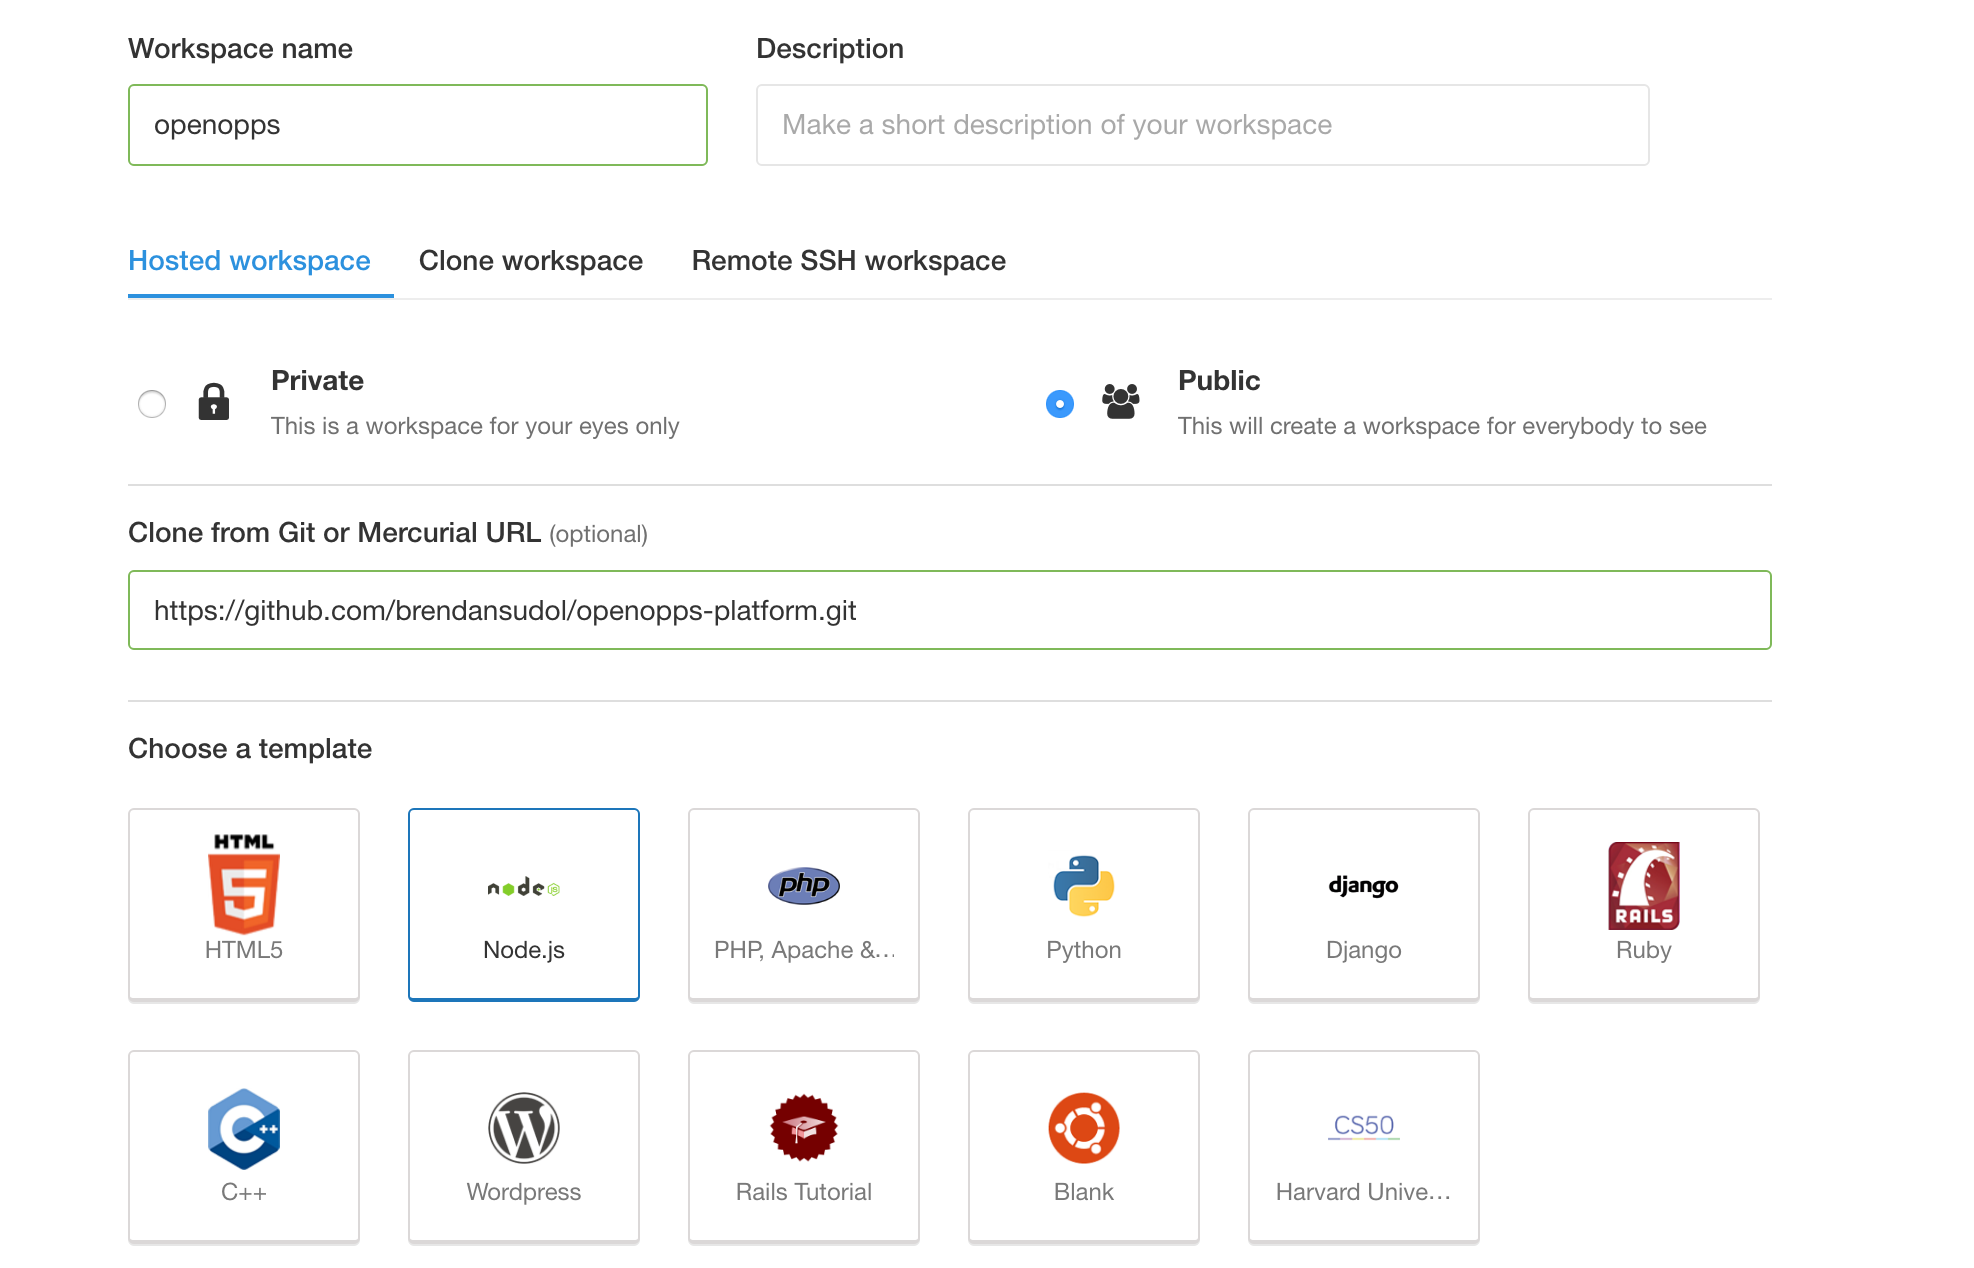 Workspace name
Description
openopps
Make a short description of your workspace
Hosted workspace
Clone workspace
Remote SSH workspace
Private
This is a workspace for your eyes only
Public
This will create a workspace for everybody to see
Clone from Git or Mercurial URL (optional)
https://github.com/brendansudol/openopps-platform.git
Choose a template
HTML
5
HTML5
node JS
Node.js
php
PHP, Apache &...
Python
django
Django
RAILS
Ruby
C++
C++
W
Wordpress
Rails Tutorial
Blank
CS50
Harvard Unive...